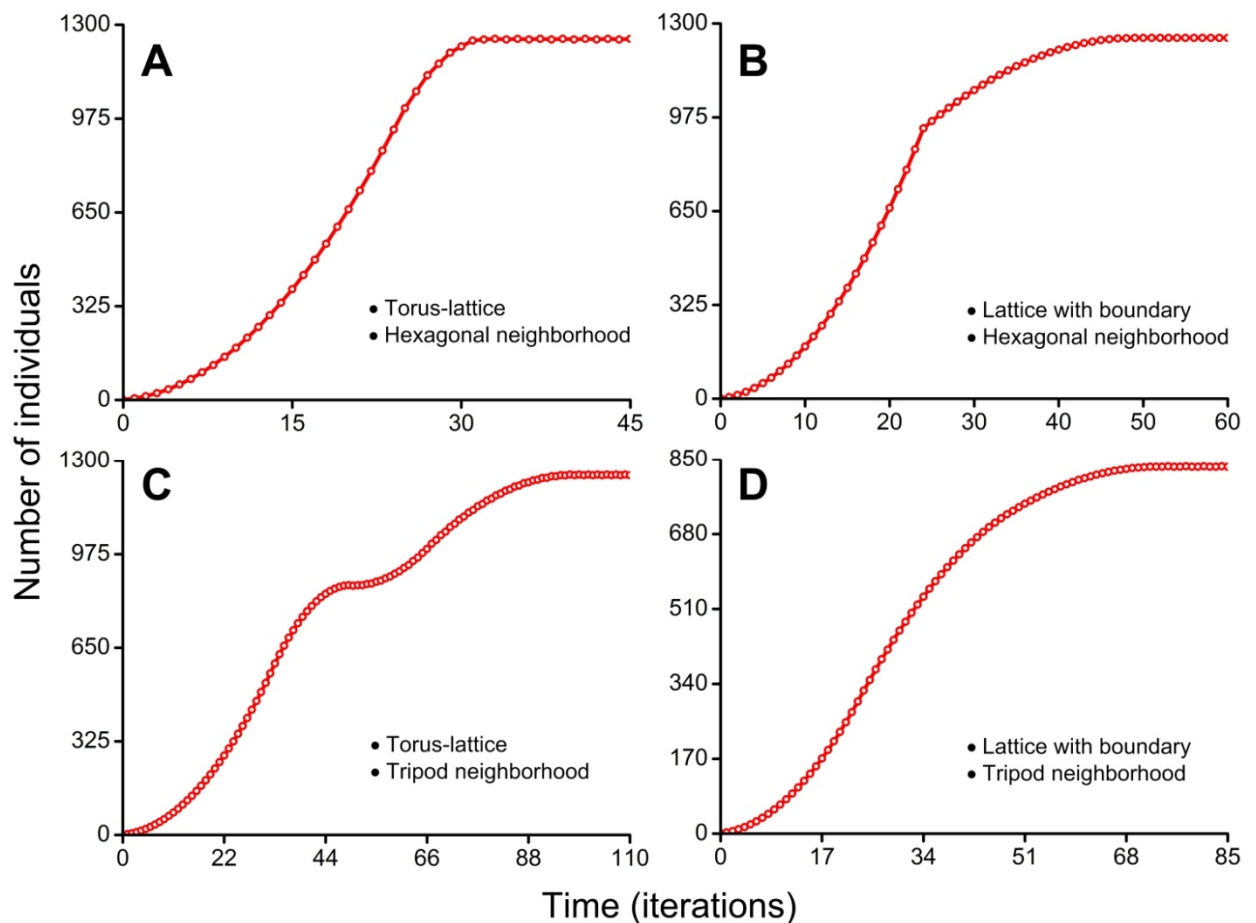 Number of individuals
A
1300
975
650
325
0
0 15 30 45
• Torus-lattice
• Hexagonal neighborhood
B
1300
975
650
325
0
0 10 20 30 40 50 60
• Lattice with boundary
• Hexagonal neighborhood
C
1300
975
650
325
0
0 22 44 66 88 110
• Torus-lattice
• Tripod neighborhood
D
850
680
510
340
170
0
0 17 34 51 68 85
• Lattice with boundary
• Tripod neighborhood
Time (iterations)